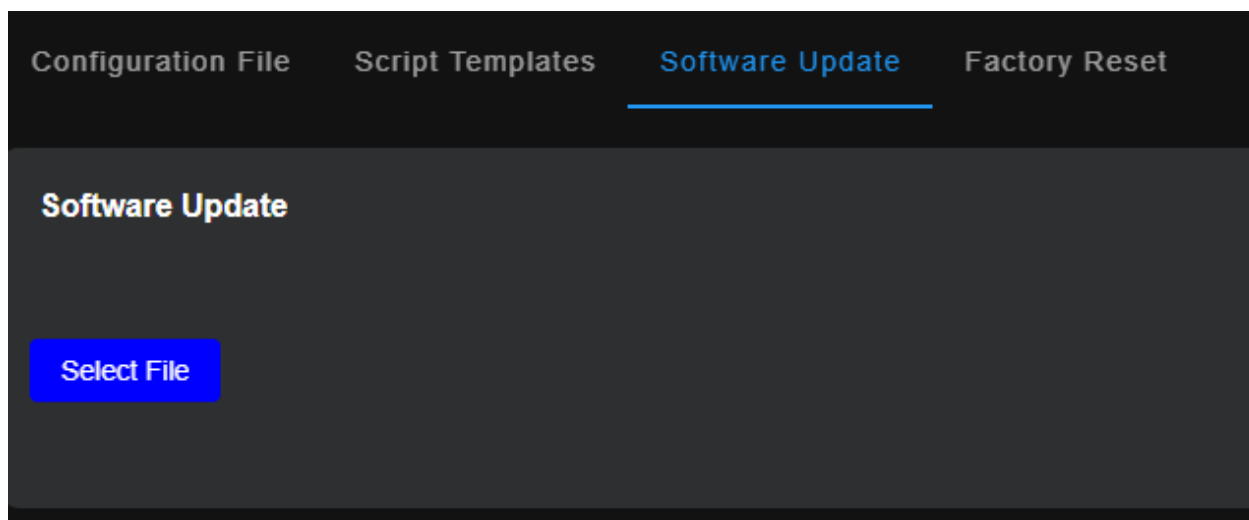 Configuration File Script Templates Software Update Factory Reset
Software Update
Select File